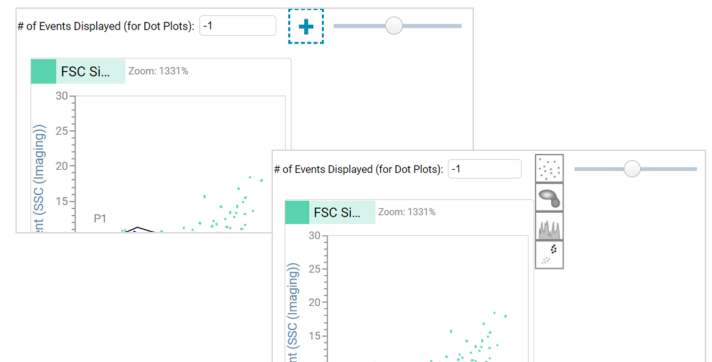 # of Events Displayed (for Dot Plots): -1
FSC Si... Zoom: 1331%
30
25
20
15
ent (SSC (Imaging))
P1
# of Events Displayed (for Dot Plots): -1
FSC Si... Zoom: 1331%
30
25
20
15
nt (SSC (Imaging))